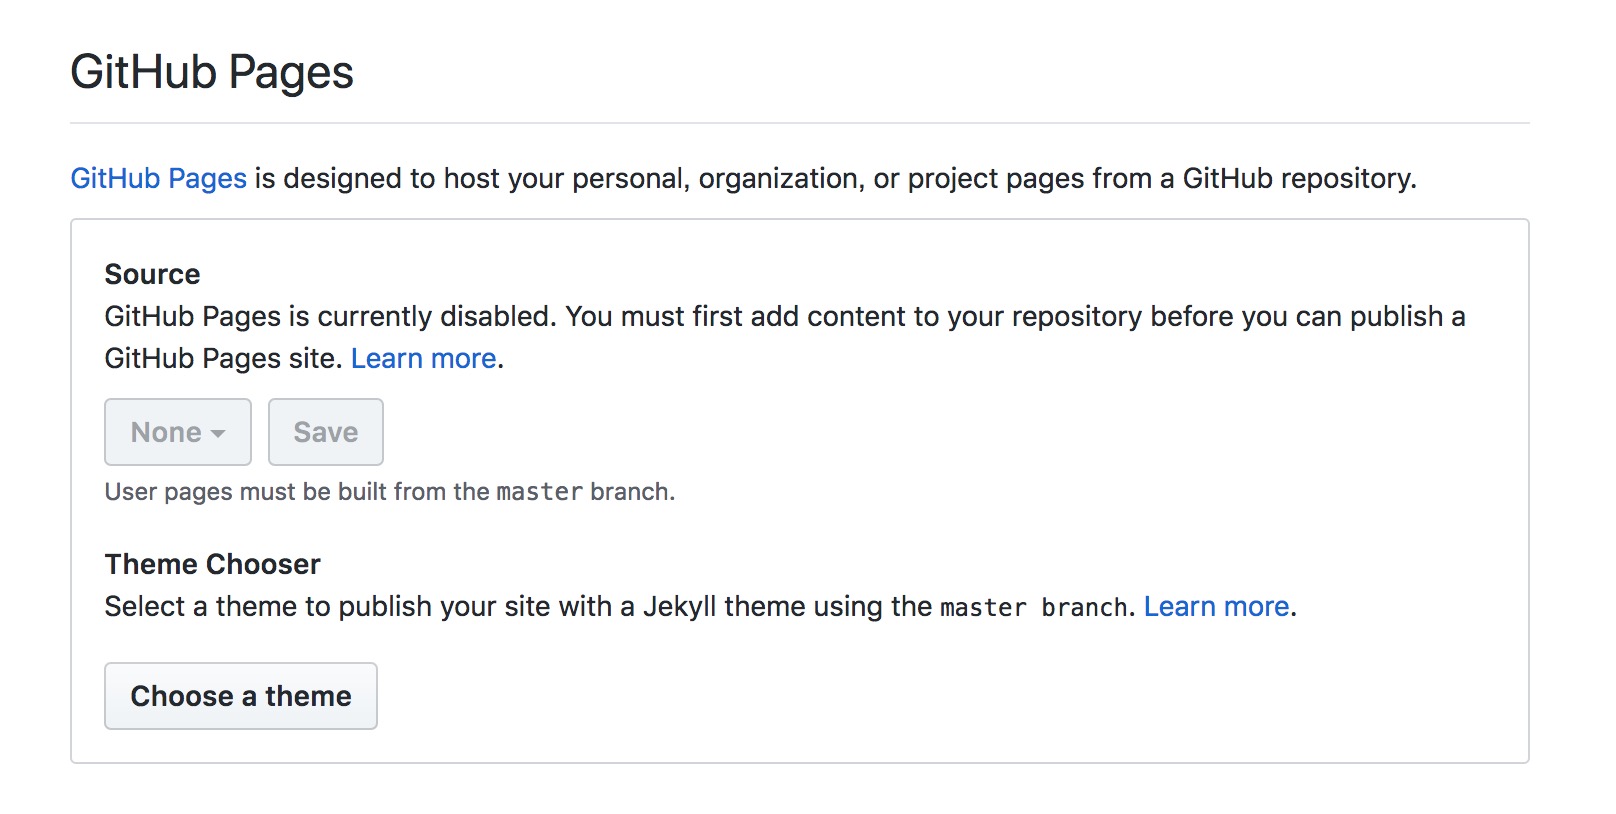 GitHub Pages
GitHub Pages is designed to host your personal, organization, or project pages from a GitHub repository.
Source
GitHub Pages is currently disabled. You must first add content to your repository before you can publish a
GitHub Pages site. Learn more.
None Save
User pages must be built from the master branch.
Theme Chooser
Select a theme to publish your site with a Jekyll theme using the master branch. Learn more.
Choose a theme